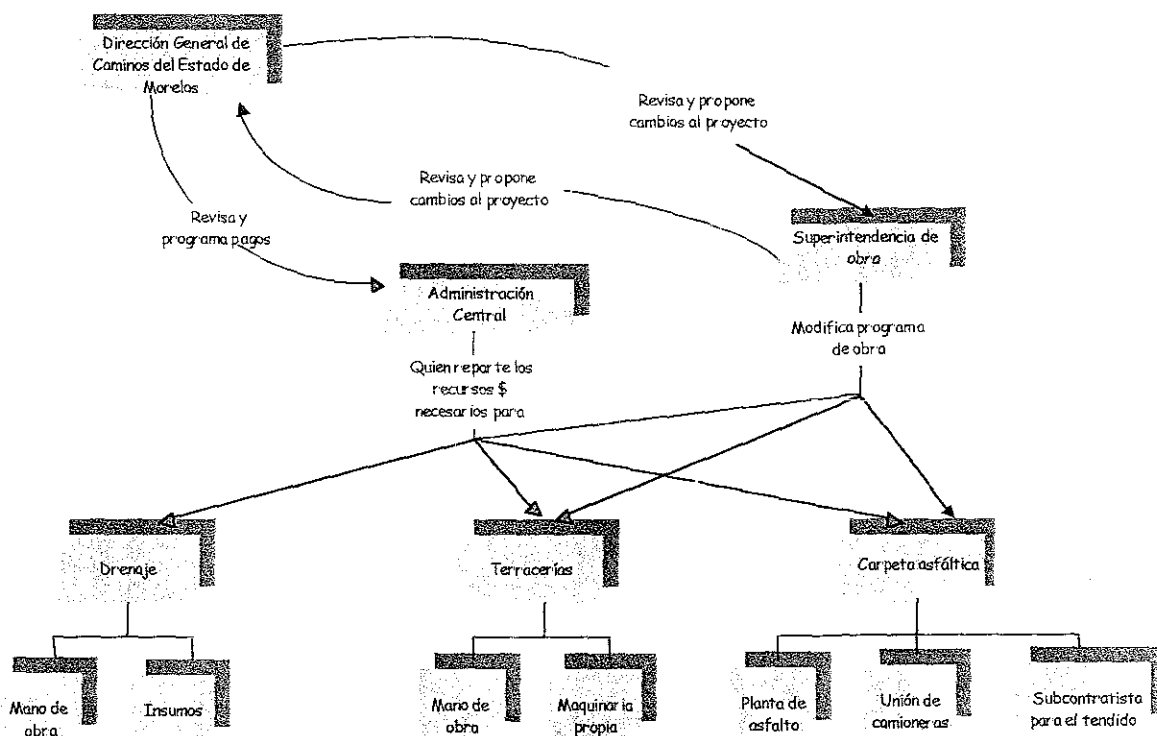 Dirección General de
Caminos del Estado de
Morelos
Revisa y propone
cambios al proyecto
Revisa y propone
cambios al proyecto
Revisa y
programa pagos
Superintendencia de
obra
Administración
Central
Modifica programa
de obra
Quien reparte los
recursos $
necesarios para
Drenaje
Terracerías
Carpeta asfáltica
Mano de
obra
Insumos
Mano de
obra
Maquinaria
propia
Planta de
asfalto
Unión de
camioneras
Subcontratista
para el tendido